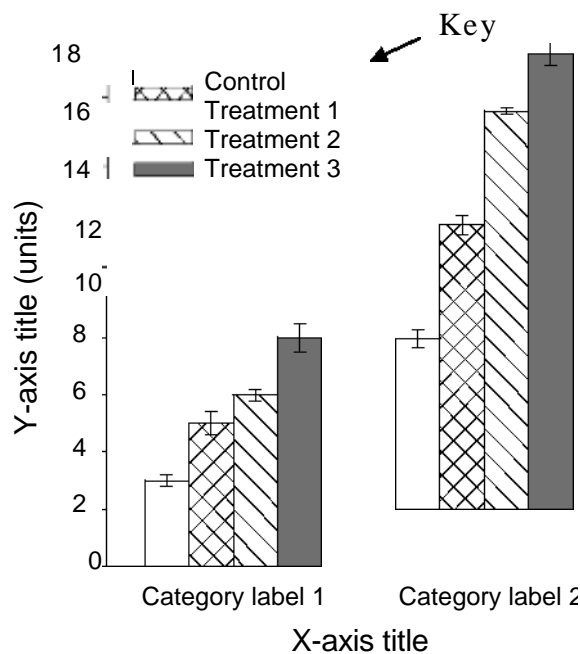 Key
18
16
14
12
10
8
6
4
2
0
Y-axis title (units)
Control
Treatment 1
Treatment 2
Treatment 3
Category label 1
Category label 2
X-axis title